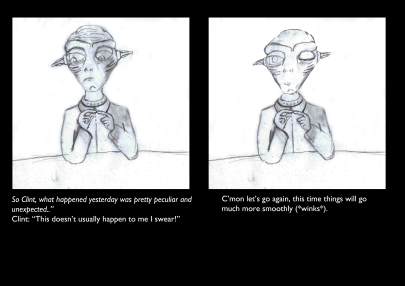 So Clint, what happened yesterday was pretty peculiar and
unexpected.."
Clint: “This doesn’t usually happen to me I swear!”
C’mon let’s go again, this time things will go
much more smoothly (*winks*).